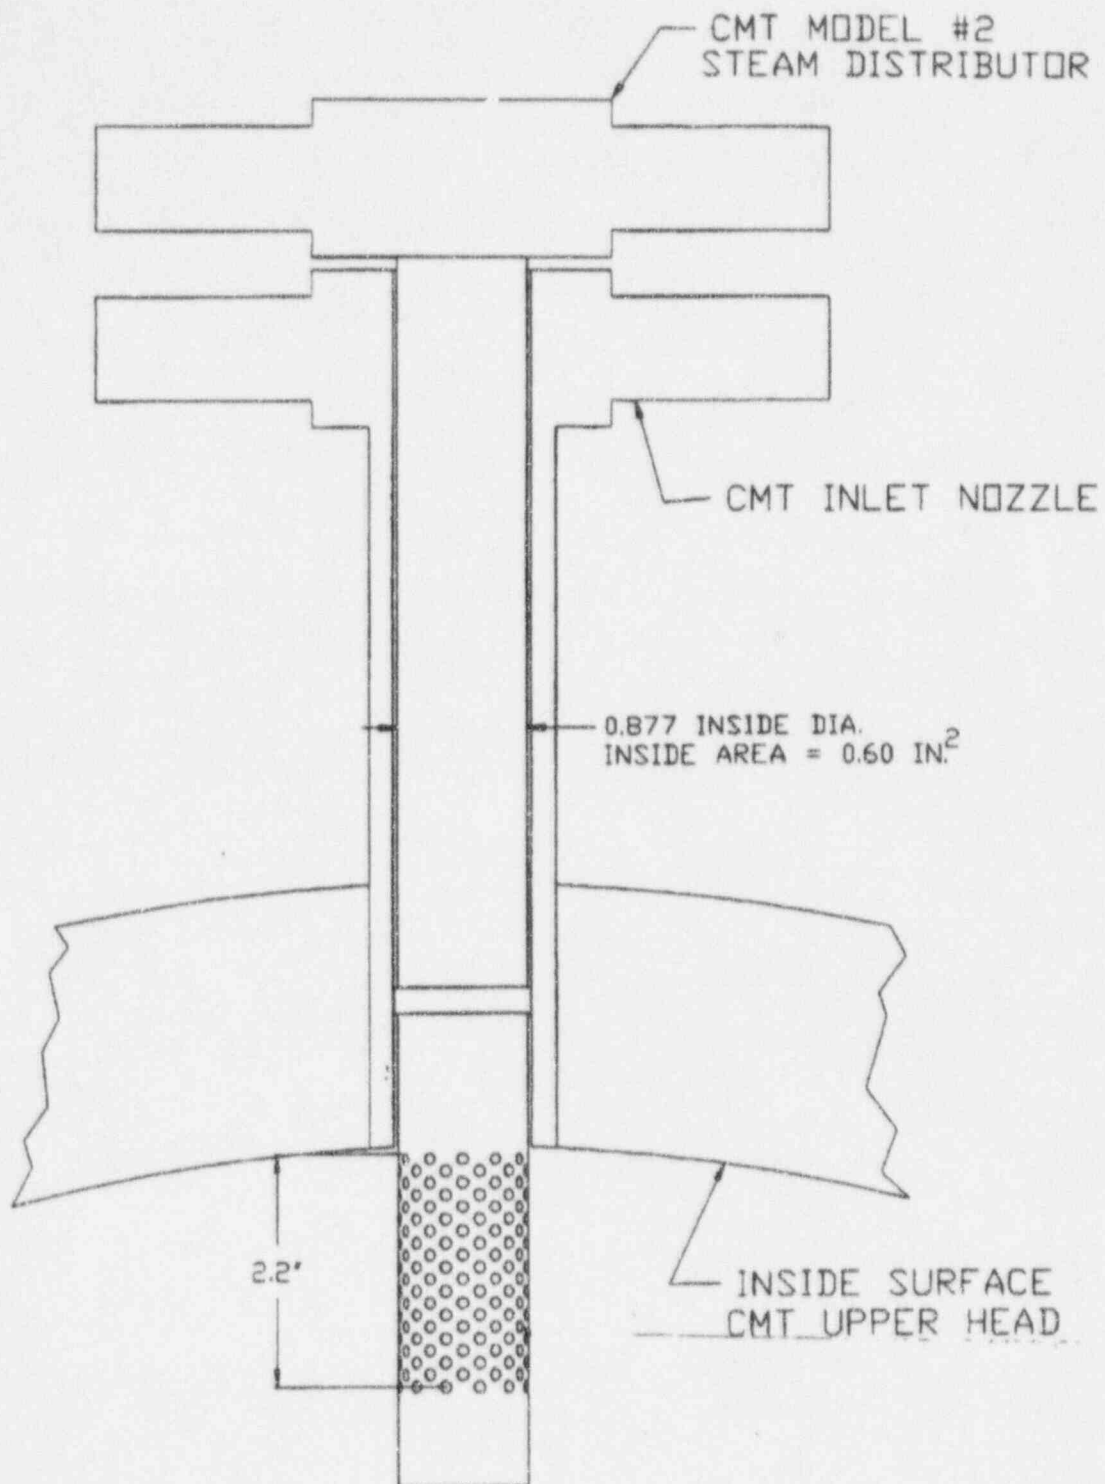 CMT MODEL #2
STEAM DISTRIBUTOR
CMT INLET NOZZLE
0.877 INSIDE DIA.
INSIDE AREA = 0.60 IN.²
2.2"
INSIDE SURFACE
CMT UPPER HEAD